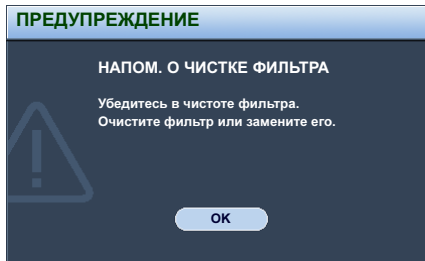 ПРЕДУПРЕЖДЕНИЕ
НАПОМ. О ЧИСТКЕ ФИЛЬТРА
Убедитесь в чистоте фильтра.
Очистите фильтр или замените его.
OK